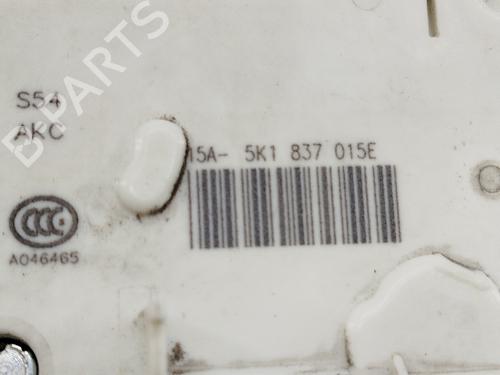 B PARTS
S54
AKC
15A- 5K1 837 015E
CCC
A046465